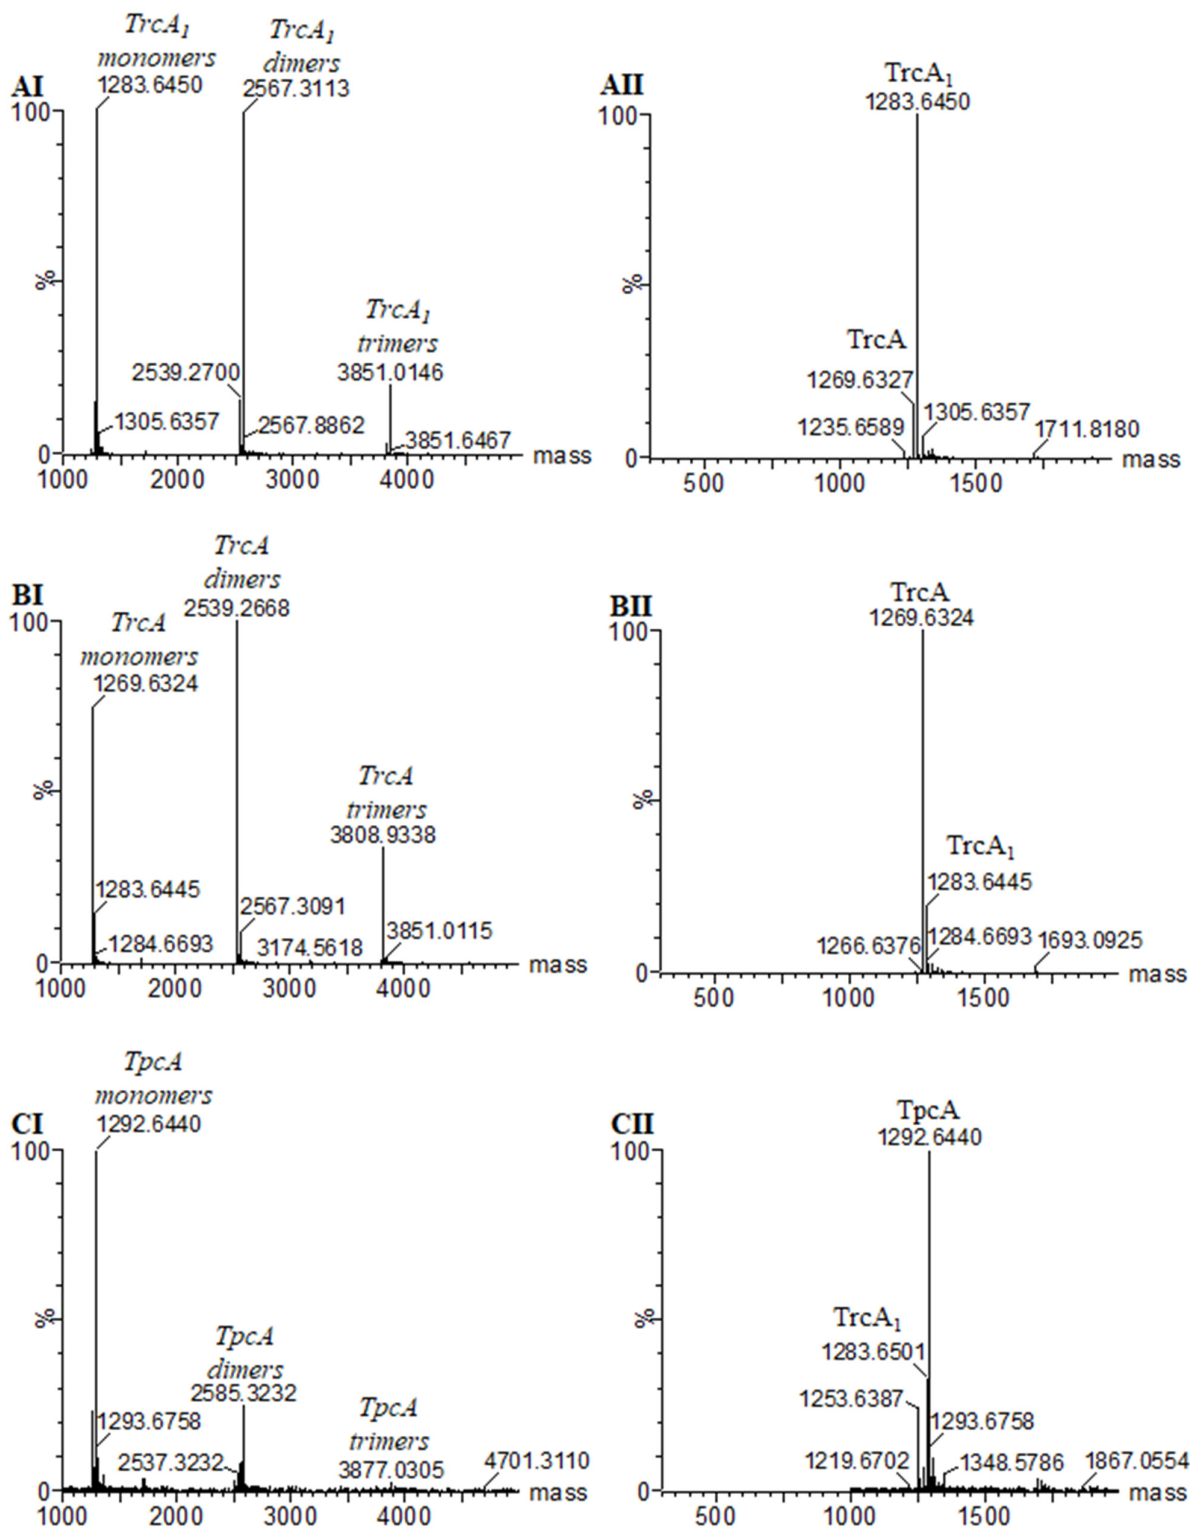 AI
TrcA1
monomers
1283.6450
TrcA1
dimers
2567.3113
TrcA1
trimers
3851.0146
2539.2700
1305.6357
2567.8862
3851.6467
100
%
0
1000 2000 3000 4000
mass
AII
TrcA1
1283.6450
TrcA
1269.6327
1235.6589
1305.6357
1711.8180
100
%
0
500 1000 1500
mass
BI
TrcA
dimers
2539.2668
TrcA
monomers
1269.6324
TrcA
trimers
3808.9338
1283.6445
1284.6693
2567.3091
3174.5618
3851.0115
100
%
0
1000 2000 3000 4000
mass
BII
TrcA
1269.6324
TrcA1
1283.6445
1266.6376
1284.6693
1693.0925
100
%
0
500 1000 1500
mass
CI
TpcA
monomers
1292.6440
TpcA
dimers
2585.3232
TpcA
trimers
3877.0305
1293.6758
2537.3232
4701.3110
100
%
0
1000 2000 3000 4000
mass
CII
TpcA
1292.6440
TrcA1
1283.6501
1253.6387
1293.6758
1219.6702
1348.5786
1867.0554
100
%
0
500 1000 1500
mass